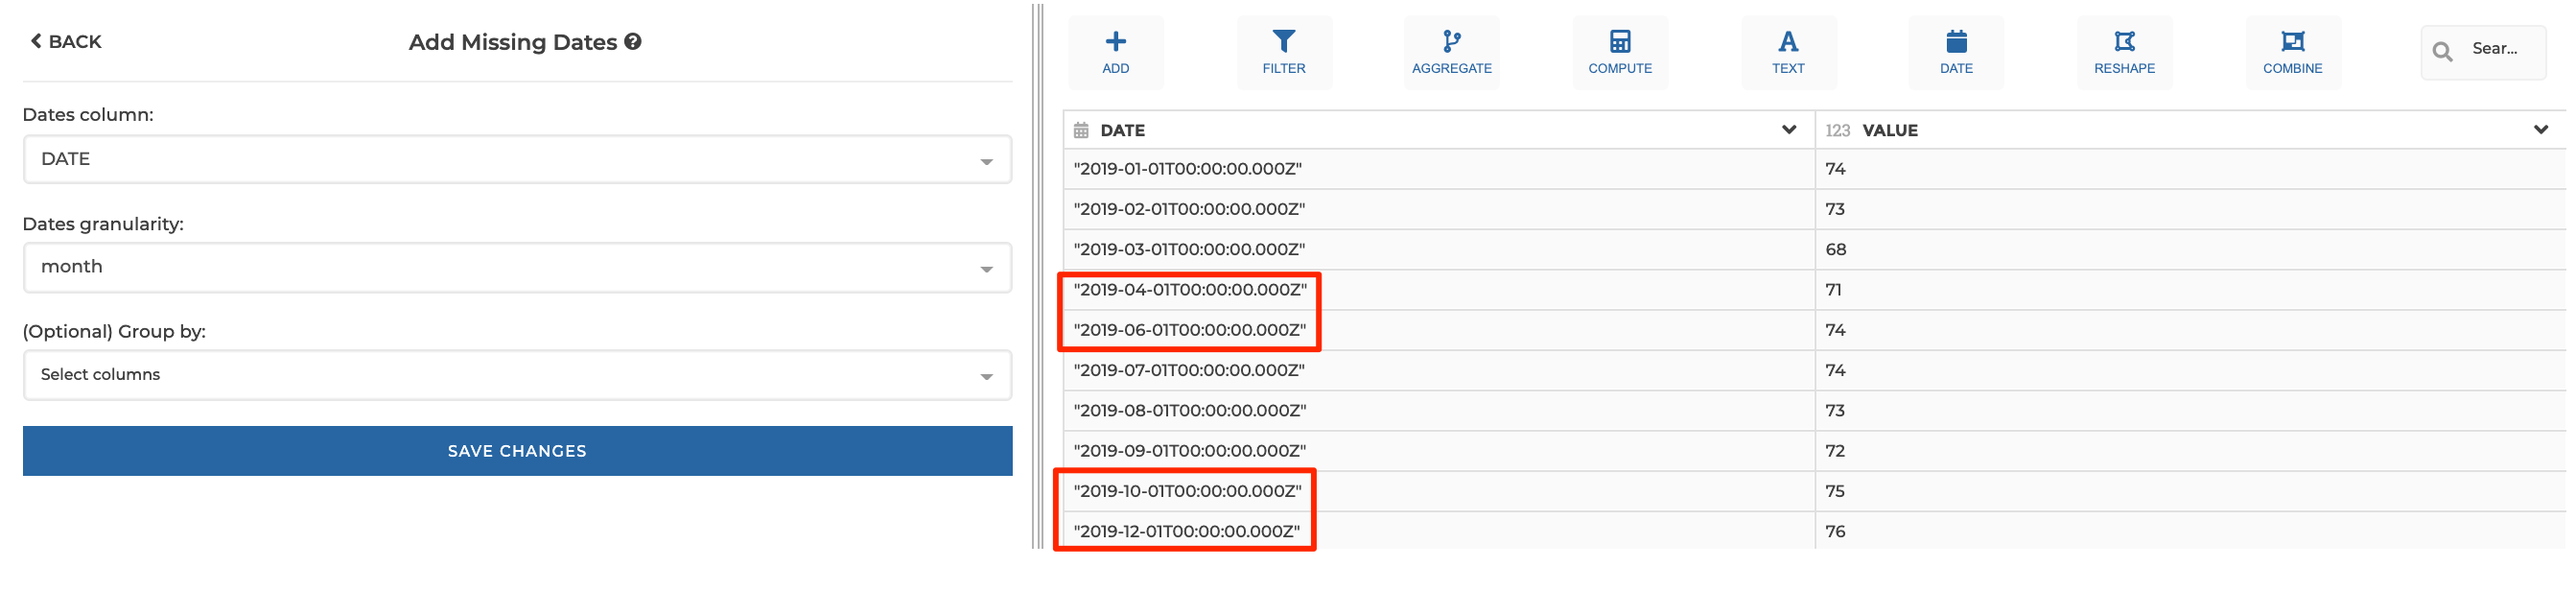 BACK
Add Missing Dates ?
Dates column:
DATE
Dates granularity:
month
(Optional) Group by:
Select columns
SAVE CHANGES
ADD
FILTER
AGGREGATE
COMPUTE
A
TEXT
DATE
RESHAPE
COMBINE
Sear...
DATE 123 VALUE
"2019-01-01T00:00:00.000Z" 74
"2019-02-01T00:00:00.000Z" 73
"2019-03-01T00:00:00.000Z" 68
"2019-04-01T00:00:00.000Z" 71
"2019-06-01T00:00:00.000Z" 74
"2019-07-01T00:00:00.000Z" 74
"2019-08-01T00:00:00.000Z" 73
"2019-09-01T00:00:00.000Z" 72
"2019-10-01T00:00:00.000Z" 75
"2019-12-01T00:00:00.000Z" 76